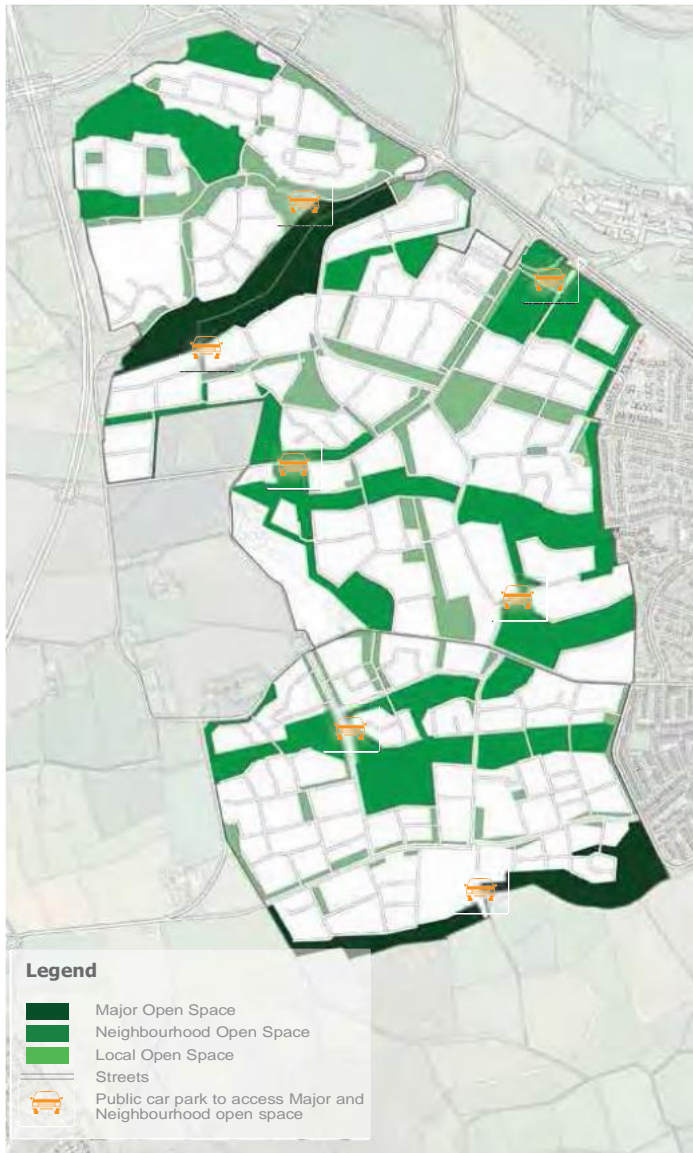 Legend
Major Open Space
Neighbourhood Open Space
Local Open Space
Streets
Public car park to access Major and
Neighbourhood open space